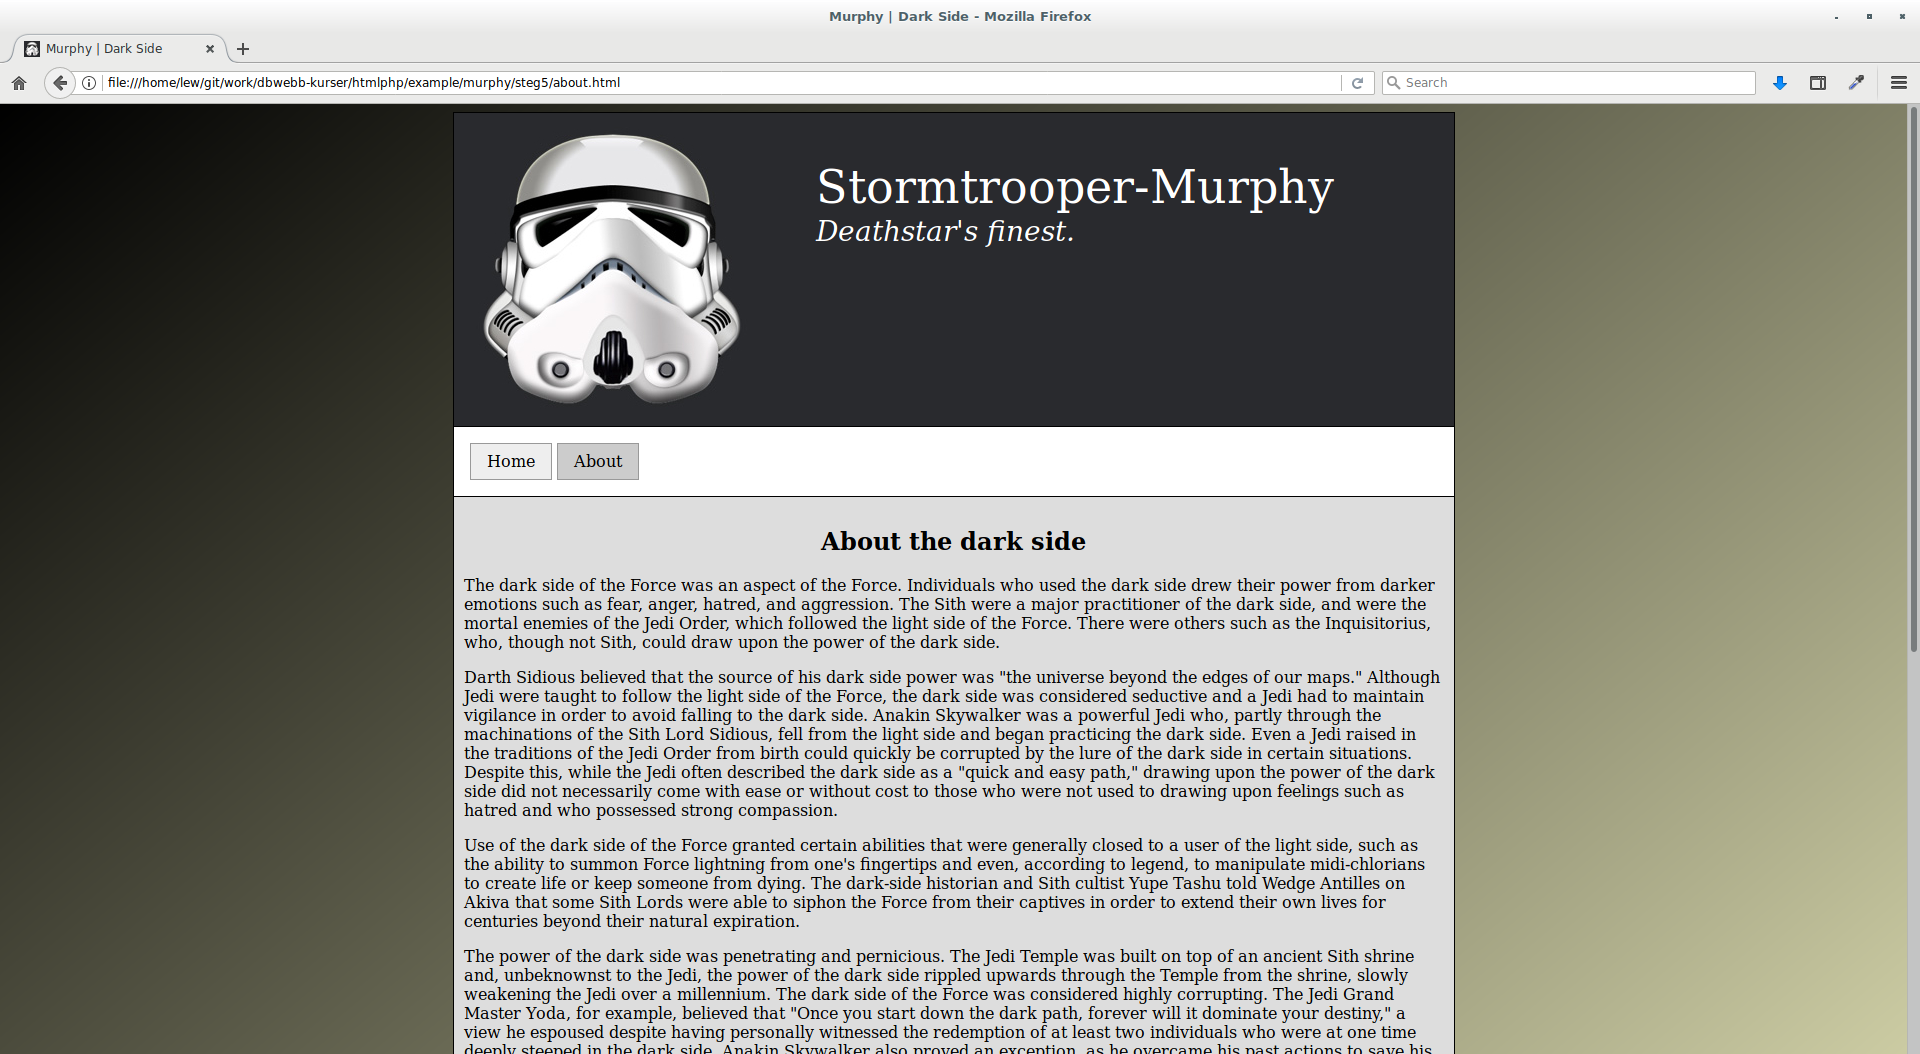 Murphy | Dark Side - Mozilla Firefox
Murphy | Dark Side
file:///home/lew/git/work/dbwebb-kurser/htmlphp/example/murphy/steg5/about.html
Search
Stormtrooper-Murphy
Deathstar's finest.
Home
About
About the dark side
The dark side of the Force was an aspect of the Force. Individuals who used the dark side drew their power from darker
emotions such as fear, anger, hatred, and aggression. The Sith were a major practitioner of the dark side, and were the
mortal enemies of the Jedi Order, which followed the light side of the Force. There were others such as the Inquisitorius,
who, though not Sith, could draw upon the power of the dark side.
Darth Sidious believed that the source of his dark side power was "the universe beyond the edges of our maps." Although
Jedi were taught to follow the light side of the Force, the dark side was considered seductive and a Jedi had to maintain
vigilance in order to avoid falling to the dark side. Anakin Skywalker was a powerful Jedi who, partly through the
machinations of the Sith Lord Sidious, fell from the light side and began practicing the dark side. Even a Jedi raised in
the traditions of the Jedi Order from birth could quickly be corrupted by the lure of the dark side in certain situations.
Despite this, while the Jedi often described the dark side as a "quick and easy path," drawing upon the power of the dark
side did not necessarily come with ease or without cost to those who were not used to drawing upon feelings such as
hatred and who possessed strong compassion.
Use of the dark side of the Force granted certain abilities that were generally closed to a user of the light side, such as
the ability to summon Force lightning from one's fingertips and even, according to legend, to manipulate midi-chlorians
to create life or keep someone from dying. The dark-side historian and Sith cultist Yupe Tashu told Wedge Antilles on
Akiva that some Sith Lords were able to siphon the Force from their captives in order to extend their own lives for
centuries beyond their natural expiration.
The power of the dark side was penetrating and pernicious. The Jedi Temple was built on top of an ancient Sith shrine
and, unbeknownst to the Jedi, the power of the dark side rippled upwards through the Temple from the shrine, slowly
weakening the Jedi over a millennium. The dark side of the Force was considered highly corrupting. The Jedi Grand
Master Yoda, for example, believed that "Once you start down the dark path, forever will it dominate your destiny," a
view he espoused despite having personally witnessed the redemption of at least two individuals who were at one time
deeply steeped in the dark side. Anakin Skywalker also proved an exception, as he overcame his past actions to save his